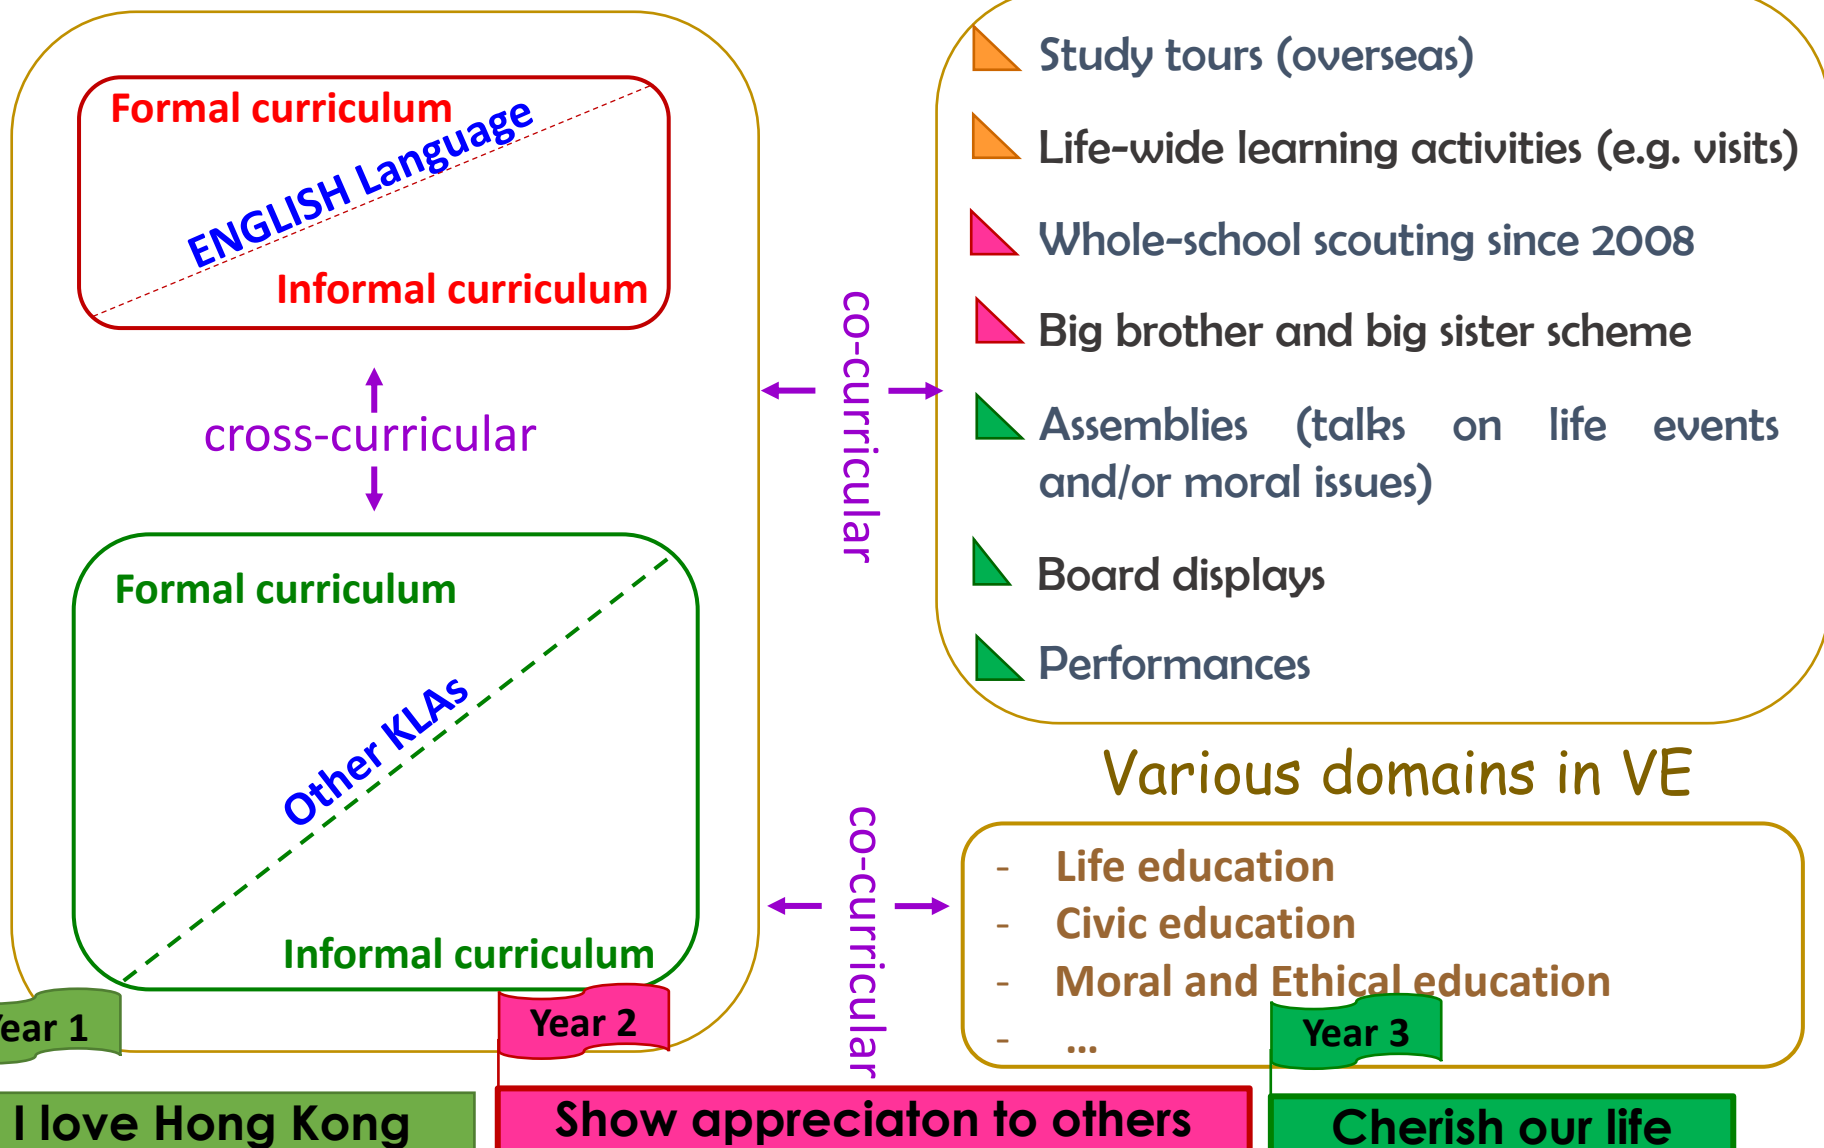 Formal curriculum
ENGLISH Language
Informal curriculum
cross-curricular
Formal curriculum
Other KLAs
Informal curriculum
co-curricular
co-curricular
Study tours (overseas)
Life-wide learning activities (e.g. visits)
Whole-school scouting since 2008
Big brother and big sister scheme
Assemblies (talks on life events
and/or moral issues)
Board displays
Performances
Various domains in VE
- Life education
- Civic education
- Moral and Ethical education
- ...
Year 1
Year 2
Year 3
I love Hong Kong
Show appreciaton to others
Cherish our life